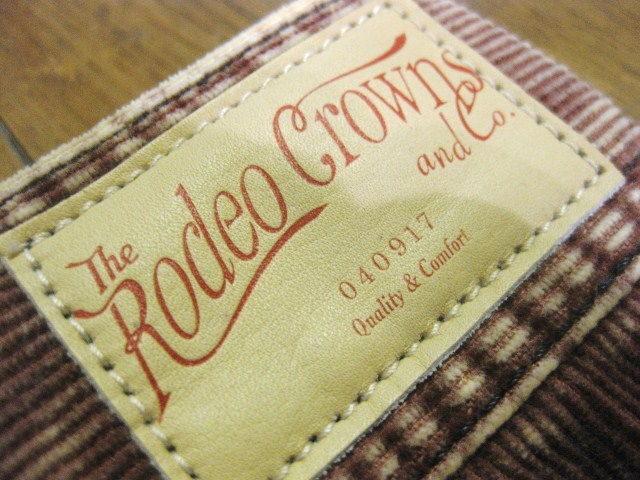 The
Rodeo Crowns
and Co.
040917
Quality & Comfort